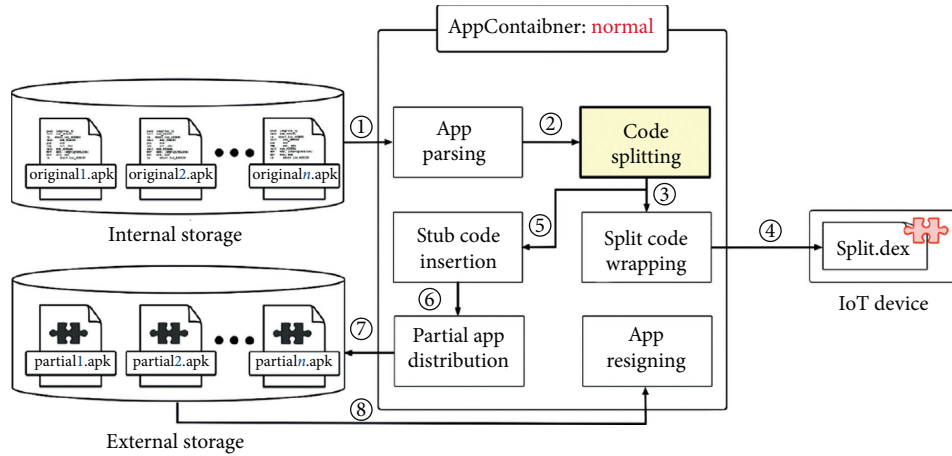 AppContaibner: normal
①
App
parsing
②
Code
splitting
original1.apk
original2.apk
originaln.apk
Internal storage
③
⑤
Stub code
insertion
Split code
wrapping
④
Split.dex
IoT device
⑥
partial1.apk
partial2.apk
partialn.apk
⑦
Partial app
distribution
App
resigning
⑧
External storage